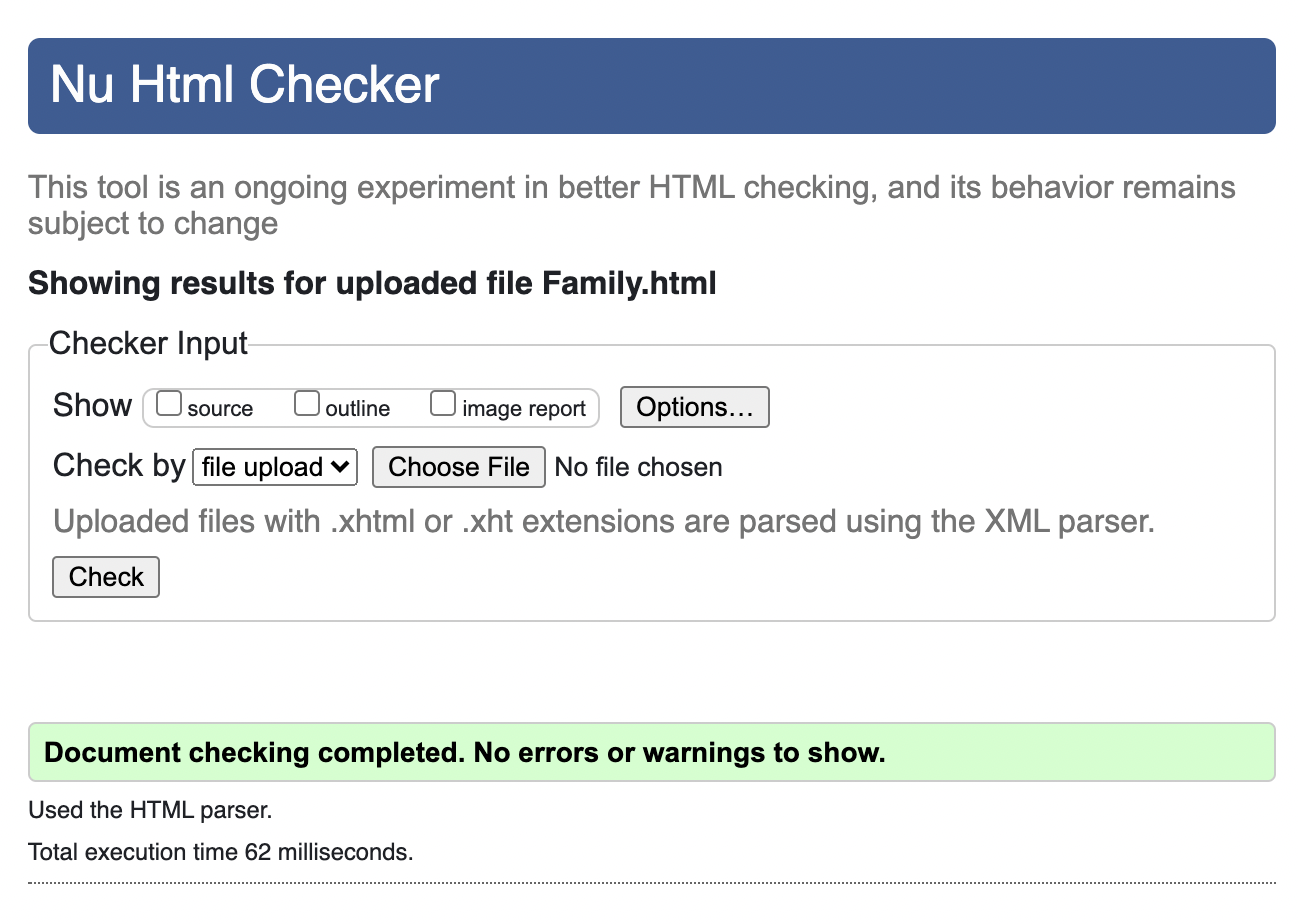 Nu Html Checker
This tool is an ongoing experiment in better HTML checking, and its behavior remains
subject to change
Showing results for uploaded file Family.html
Checker Input
Show source outline image report Options…
Check by file upload Choose File No file chosen
Uploaded files with .xhtml or .xht extensions are parsed using the XML parser.
Check
Document checking completed. No errors or warnings to show.
Used the HTML parser.
Total execution time 62 milliseconds.